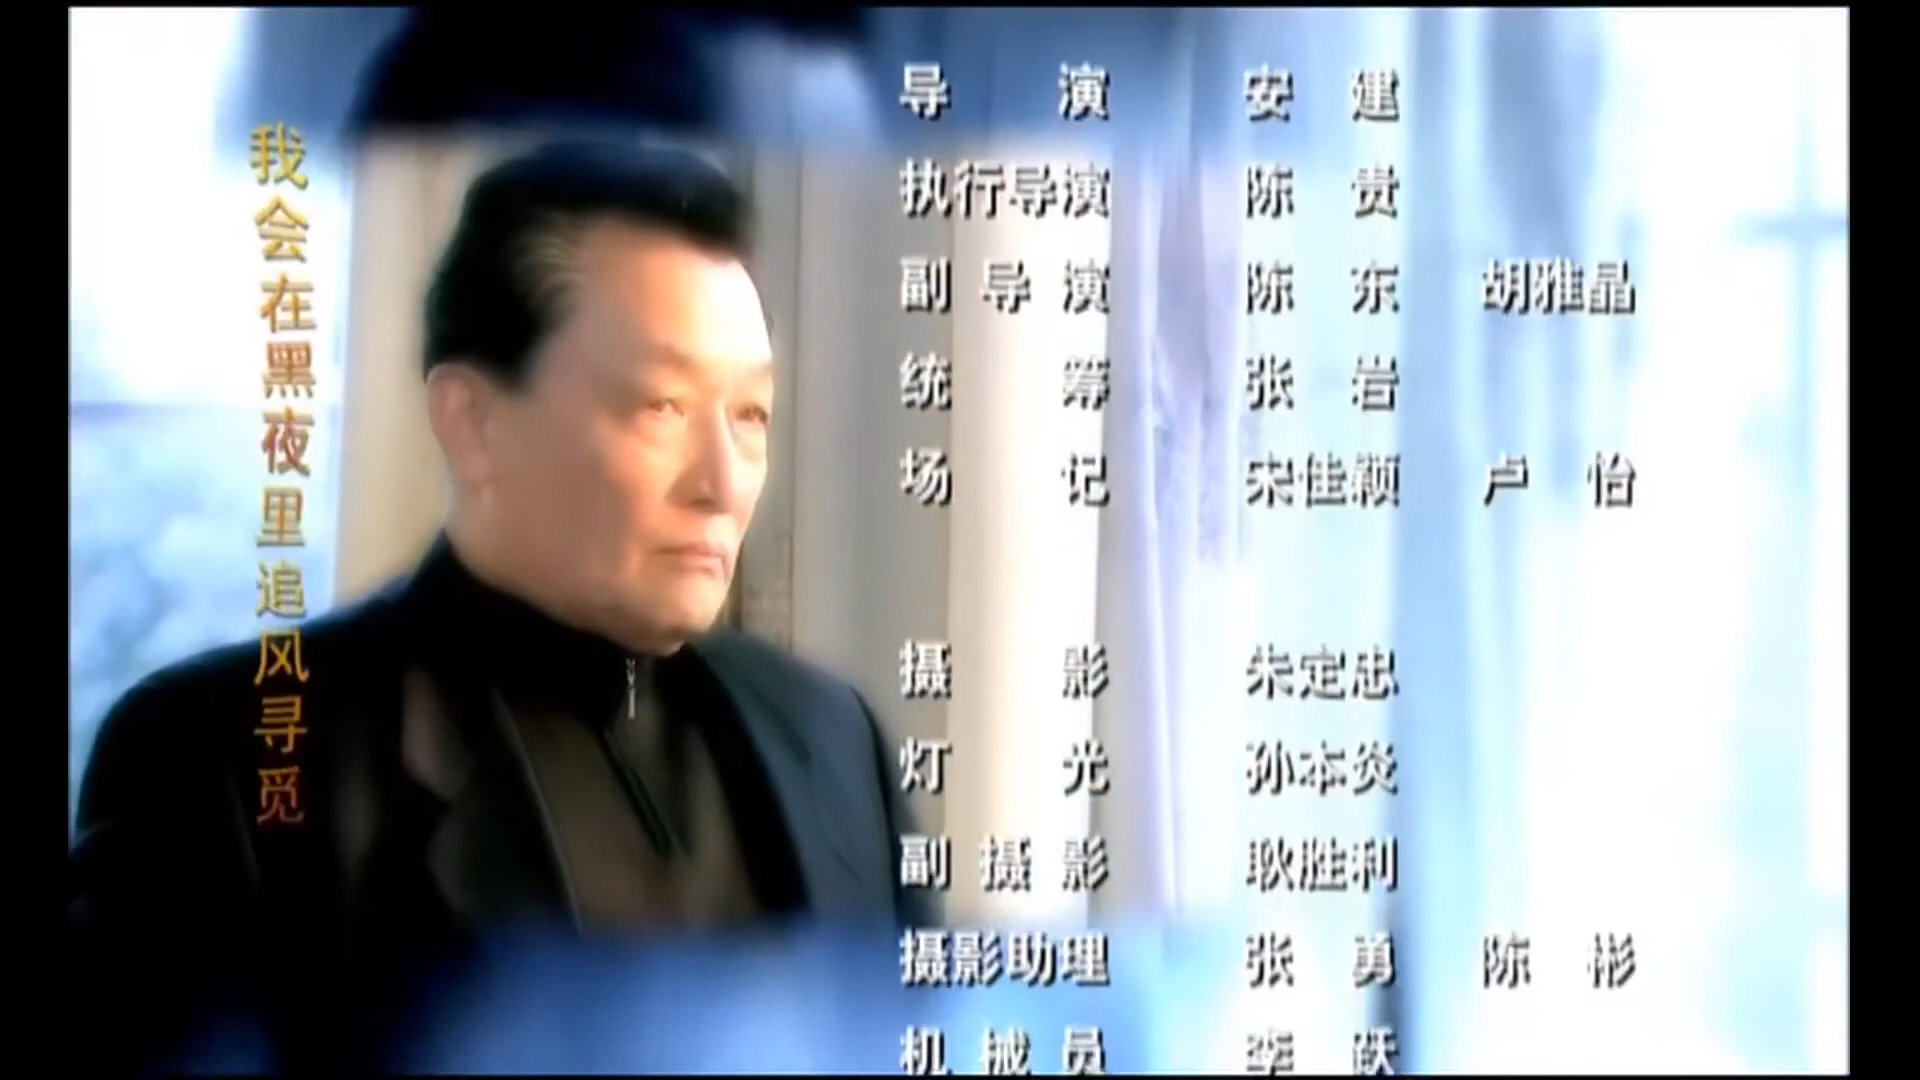 我会在黑夜里追风寻觅
导演 安建
执行导演 陈贵
副导演 陈东 胡雅晶
统筹 张岩
场记 宋佳颖 卢怡
摄影 朱定忠
灯光 孙本炎
副摄影 耿胜利
摄影助理 张勇 陈彬
机械员 李跃